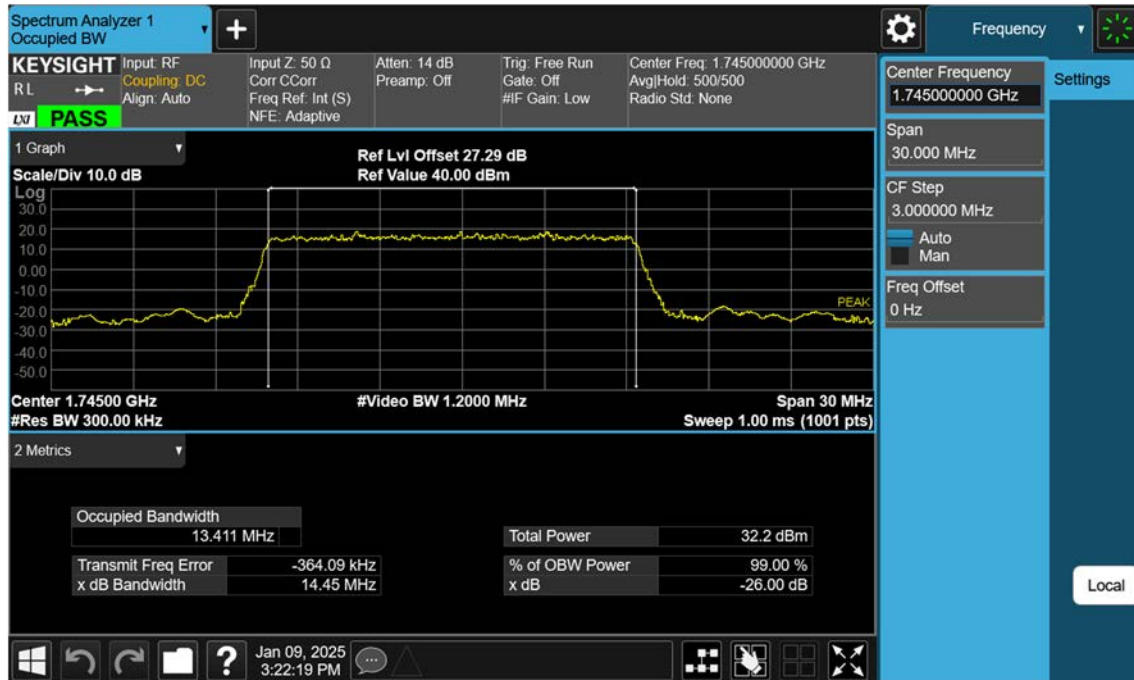 Spectrum Analyzer 1
Occupied BW
+
Frequency
KEYSIGHT
R L
LXI PASS
Input: RF
Coupling: DC
Align: Auto
Input Z: 50 Ω
Corr CCorr
Freq Ref: Int (S)
NFE: Adaptive
Atten: 14 dB
Preamp: Off
Trig: Free Run
Gate: Off
#IF Gain: Low
Center Freq: 1.745000000 GHz
Avg|Hold: 500/500
Radio Std: None
Center Frequency
1.745000000 GHz
Settings
Span
30.000 MHz
CF Step
3.000000 MHz
Auto
Man
Freq Offset
0 Hz
Local
1 Graph
Ref Lvl Offset 27.29 dB
Scale/Div 10.0 dB
Ref Value 40.00 dBm
Log
30.0
20.0
10.0
0.00
-10.0
-20.0
-30.0
-40.0
-50.0
PEAK
Center 1.74500 GHz
#Video BW 1.2000 MHz
Span 30 MHz
#Res BW 300.00 kHz
Sweep 1.00 ms (1001 pts)
2 Metrics
Occupied Bandwidth
13.411 MHz
Total Power 32.2 dBm
Transmit Freq Error -364.09 kHz
% of OBW Power 99.00 %
x dB Bandwidth 14.45 MHz
x dB -26.00 dB
?
Jan 09, 2025
3:22:19 PM